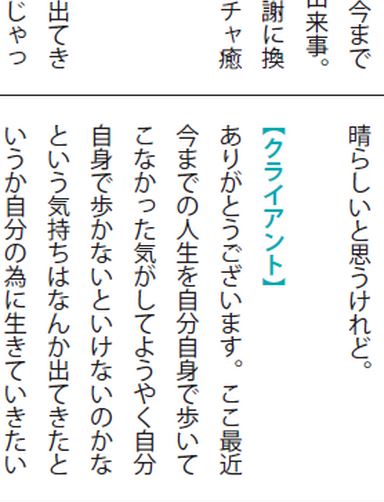 今まで
出来事。
謝に換
チャ癒
出てき
じゃっ
晴らしいと思うけれど。
【クライアント】
ありがとうございます。ここ最近
今までの人生を自分自身で歩いて
こなかった気がしてようやく自分
自身で歩かないといけないのかな
という気持ちはなんか出てきたと
いうか自分の為に生きていきたい